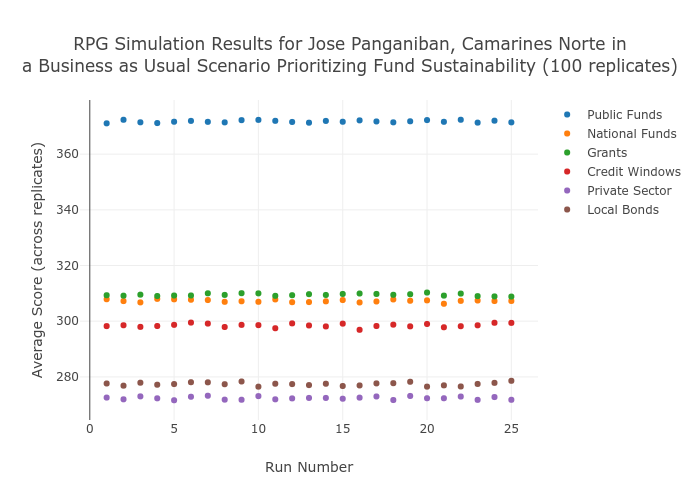 RPG Simulation Results for Jose Panganiban, Camarines Norte in
a Business as Usual Scenario Prioritizing Fund Sustainability (100 replicates)
Public Funds
National Funds
Grants
Credit Windows
Private Sector
Local Bonds
Average Score (across replicates)
360
340
320
300
280
0
5
10
15
20
25
Run Number